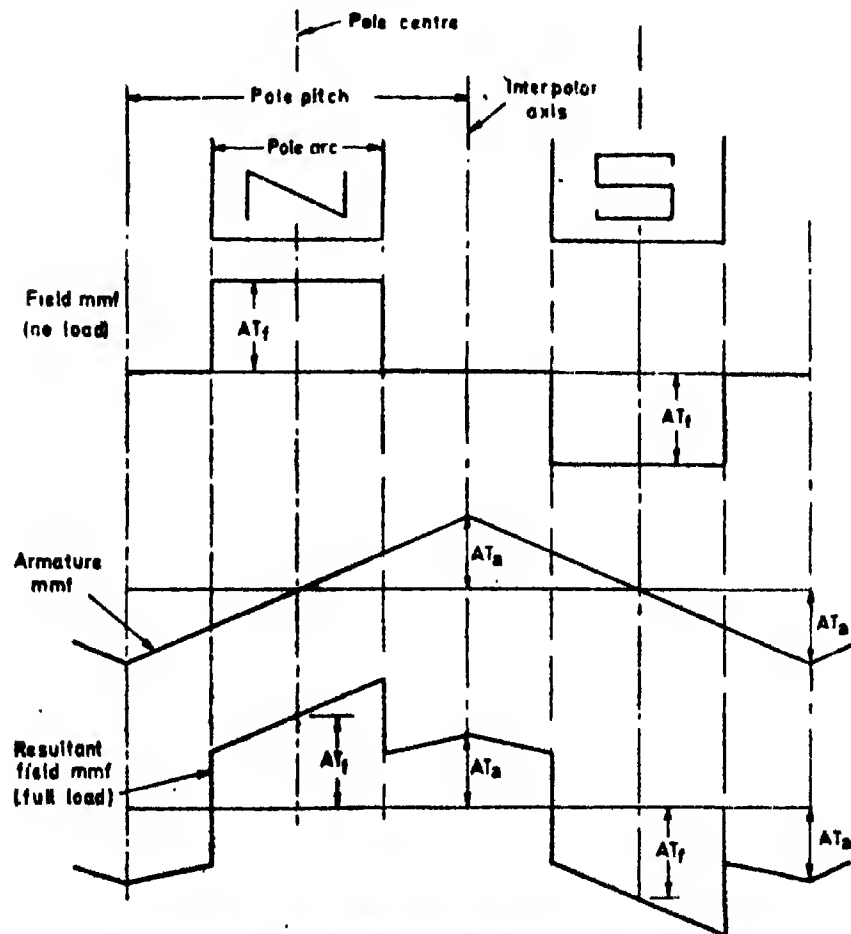 Pole centre
Pole pitch
Interpolar
axis
Pole arc
N
S
Field mmf
(no load)
ATf
ATf
Armature
mmf
ATa
ATa
Resultant
field mmf
(full load)
ATf
ATa
ATf
ATa